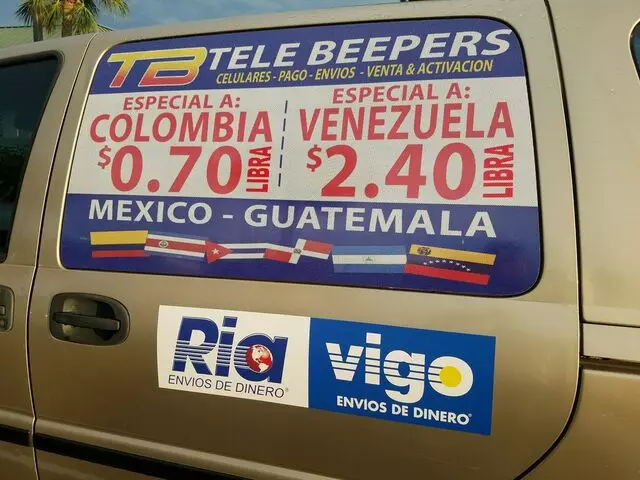 TB TELE BEEPERS
CELULARES - PAGO - ENVIOS - VENTA & ACTIVACION
ESPECIAL A:
COLOMBIA
$0.70 LIBRA
ESPECIAL A:
VENEZUELA
$2.40 LIBRA
MEXICO - GUATEMALA
Ria
ENVIOS DE DINERO®
vigo
ENVIOS DE DINERO®